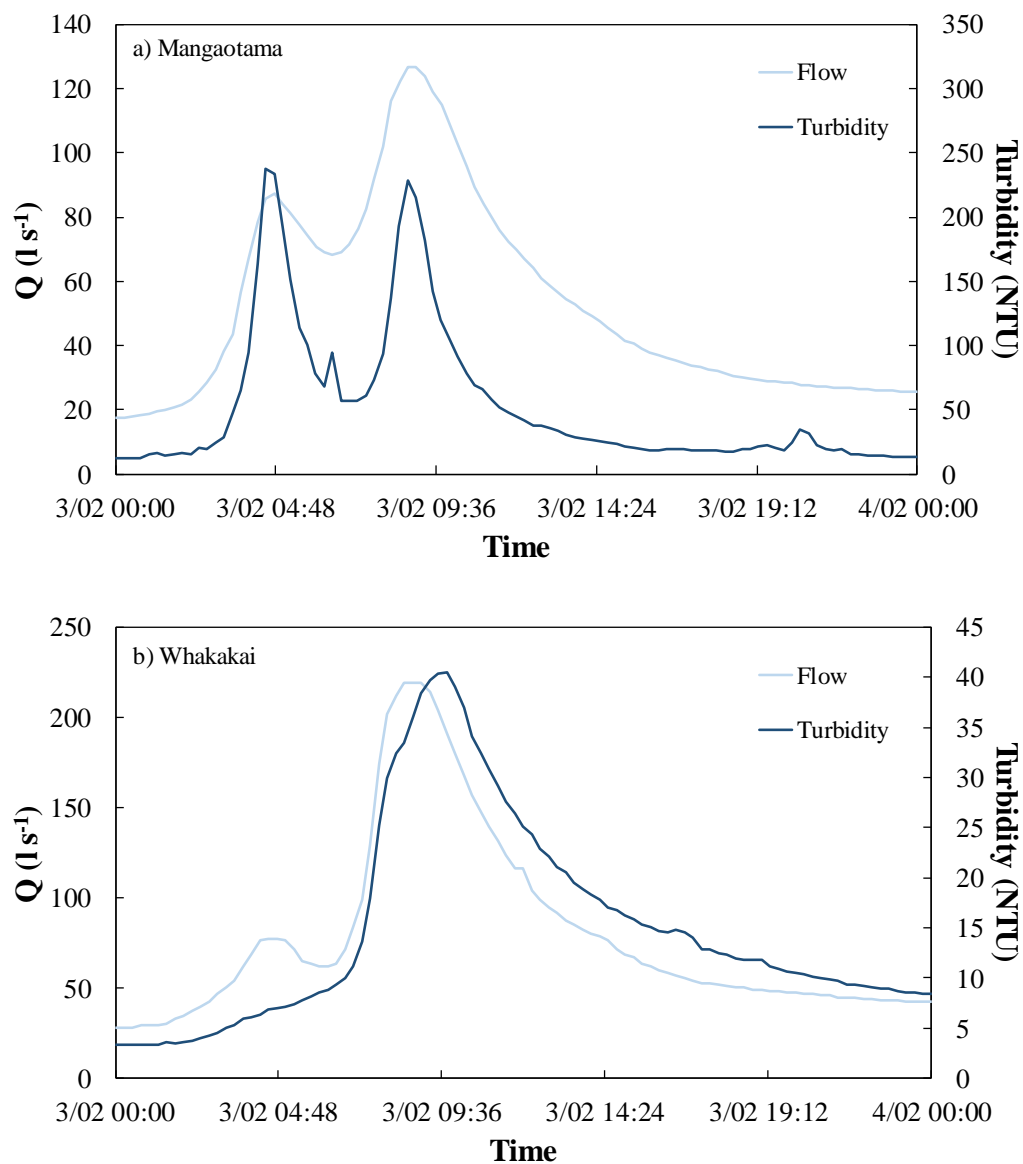 a) Mangaotama
Flow
Turbidity
140
120
100
80
60
40
20
0
350
300
250
200
150
100
50
0
Q (l s⁻¹)
Turbidity (NTU)
3/02 00:00 3/02 04:48 3/02 09:36 3/02 14:24 3/02 19:12 4/02 00:00
Time
b) Whakakai
Flow
Turbidity
250
200
150
100
50
0
45
40
35
30
25
20
15
10
5
0
Q (l s⁻¹)
Turbidity (NTU)
3/02 00:00 3/02 04:48 3/02 09:36 3/02 14:24 3/02 19:12 4/02 00:00
Time